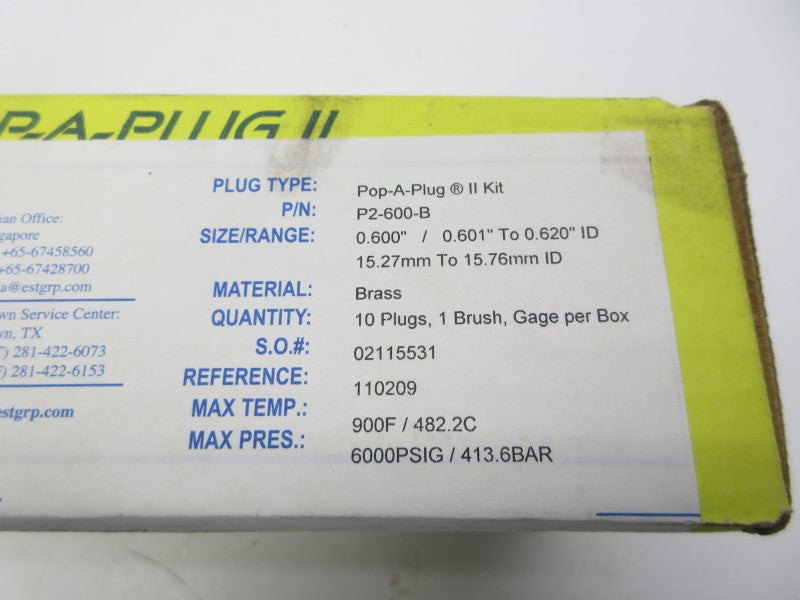 P-A-PLUG II
PLUG TYPE: Pop-A-Plug ® II Kit
P/N: P2-600-B
SIZE/RANGE: 0.600" / 0.601" To 0.620" ID
15.27mm To 15.76mm ID
MATERIAL: Brass
QUANTITY: 10 Plugs, 1 Brush, Gage per Box
S.O.#: 02115531
REFERENCE: 110209
MAX TEMP.: 900F / 482.2C
MAX PRES.: 6000PSIG / 413.6BAR
ian Office:
gapore
+65-67458560
+65-67428700
a@estgrp.com
wn Service Center:
wn, TX
) 281-422-6073
) 281-422-6153
estgrp.com